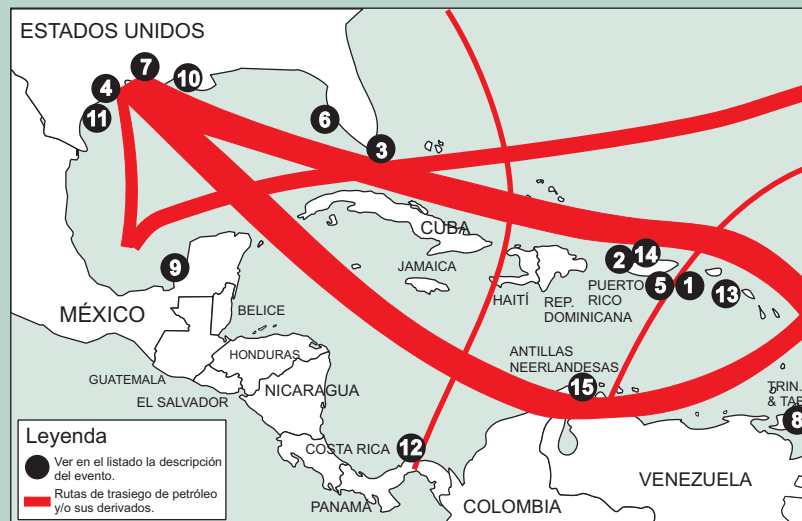 ESTADOS UNIDOS
7
10
4
11
6
3
CUBA
9
JAMAICA
HAITÍ
REP.
DOMINICANA
2
14
PUERTO
RICO
5
1
13
MÉXICO
BELICE
HONDURAS
GUATEMALA
NICARAGUA
EL SALVADOR
ANTILLAS
NEERLANDESAS
15
TRIN.
& TAB
8
COSTA RICA
12
PANAMA
COLOMBIA
VENEZUELA
Leyenda
Ver en el listado la descripción
del evento.
Rutas de trasiego de petróleo
y/o sus derivados.